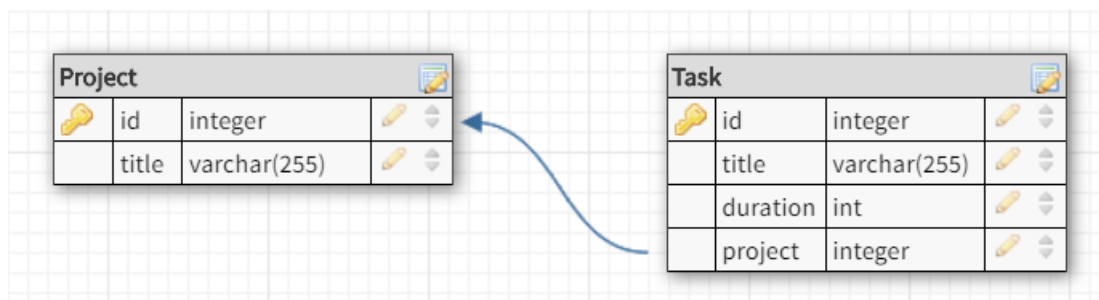 Project
id integer
title varchar(255)
Task
id integer
title varchar(255)
duration int
project integer